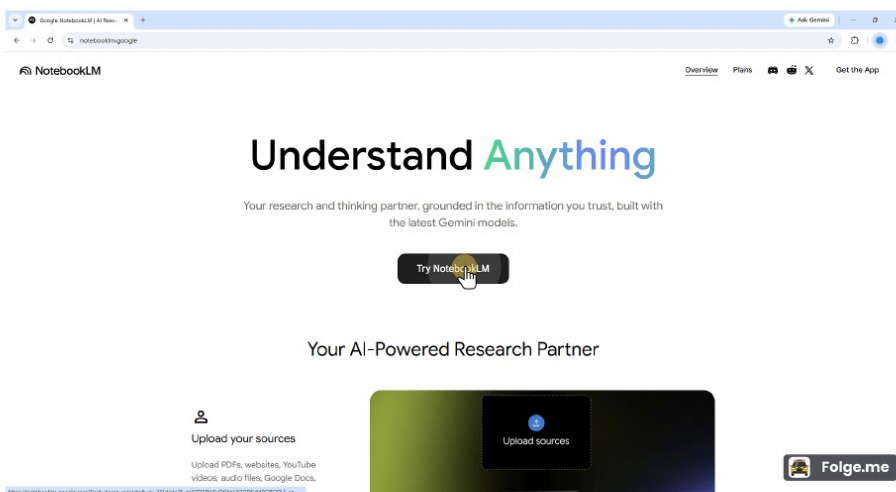 Google NotebookLM | AI Resea
Ask Gemini
notebooklm.google
NotebookLM
Overview
Plans
Get the App
Understand Anything
Your research and thinking partner, grounded in the information you trust, built with
the latest Gemini models.
Try NotebookLM
Your AI-Powered Research Partner
Upload your sources
Upload sources
Upload PDFs, websites, YouTube
videos, audio files, Google Docs,
Folge.me